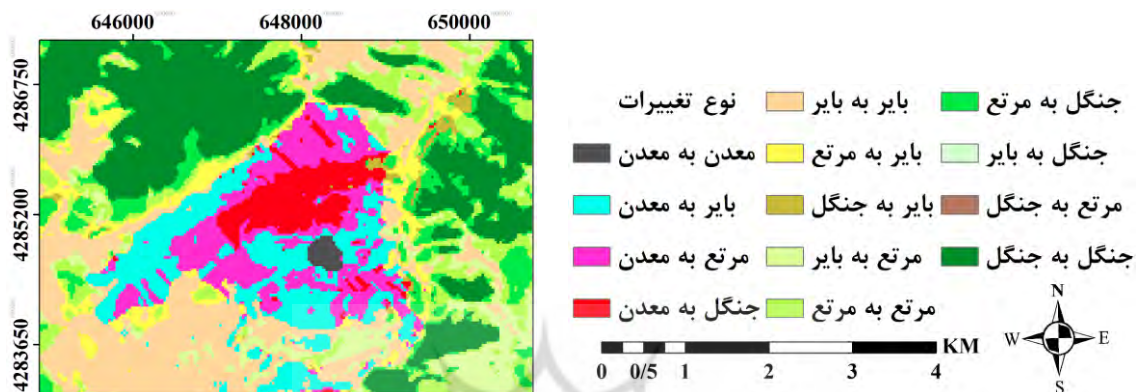 646000 648000 650000
4286750
4285200
4283650
نوع تغییرات
معدن به معدن
بایر به معدن
مرتع به معدن
جنگل به معدن
بایر به بایر
بایر به مرتع
بایر به جنگل
مرتع به بایر
مرتع به مرتع
جنگل به مرتع
جنگل به بایر
مرتع به جنگل
جنگل به جنگل
0 0/5 1 2 3 4 KM
N
W E
S